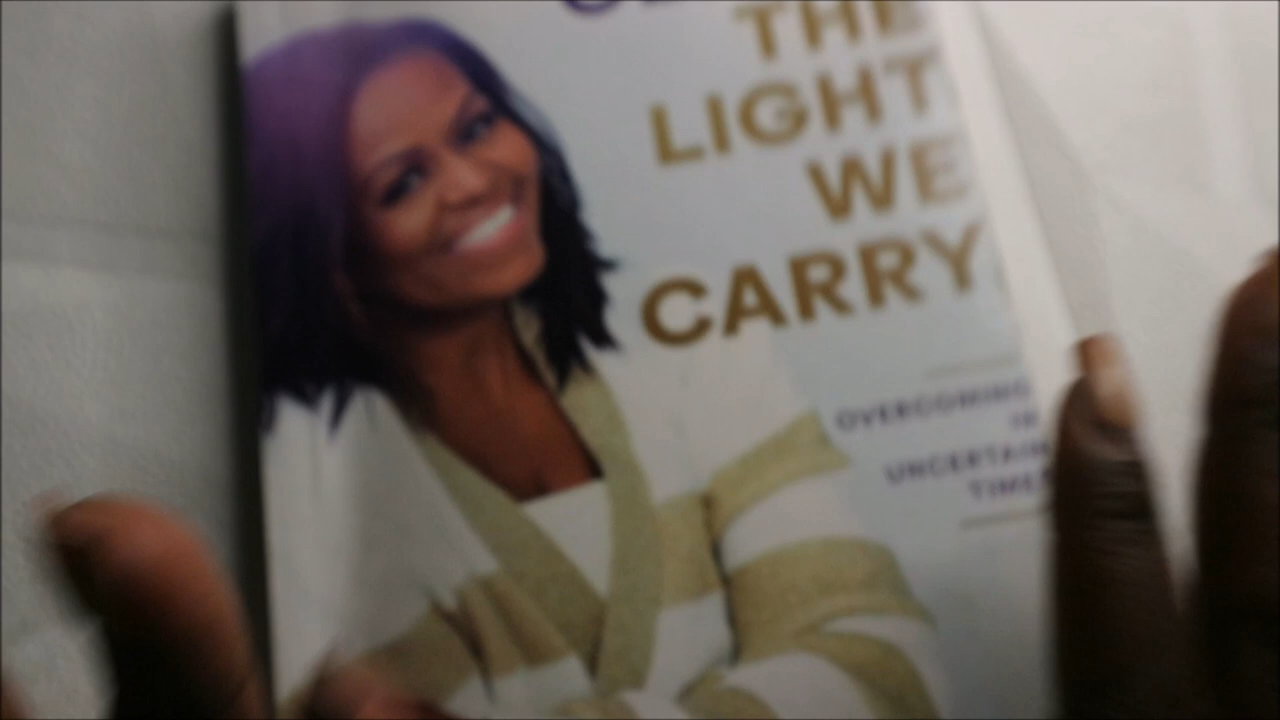 THE
LIGHT
WE
CARRY
OVERCOMING
IN
UNCERTAIN
TIMES